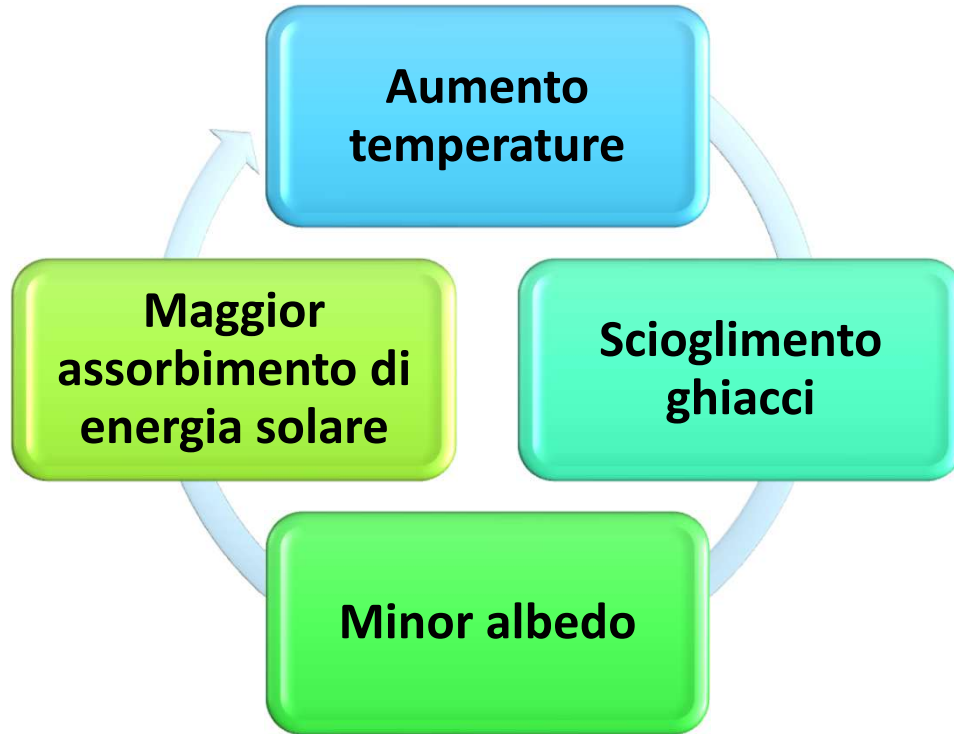 Aumento
temperature
Scioglimento
ghiacci
Minor albedo
Maggior
assorbimento di
energia solare